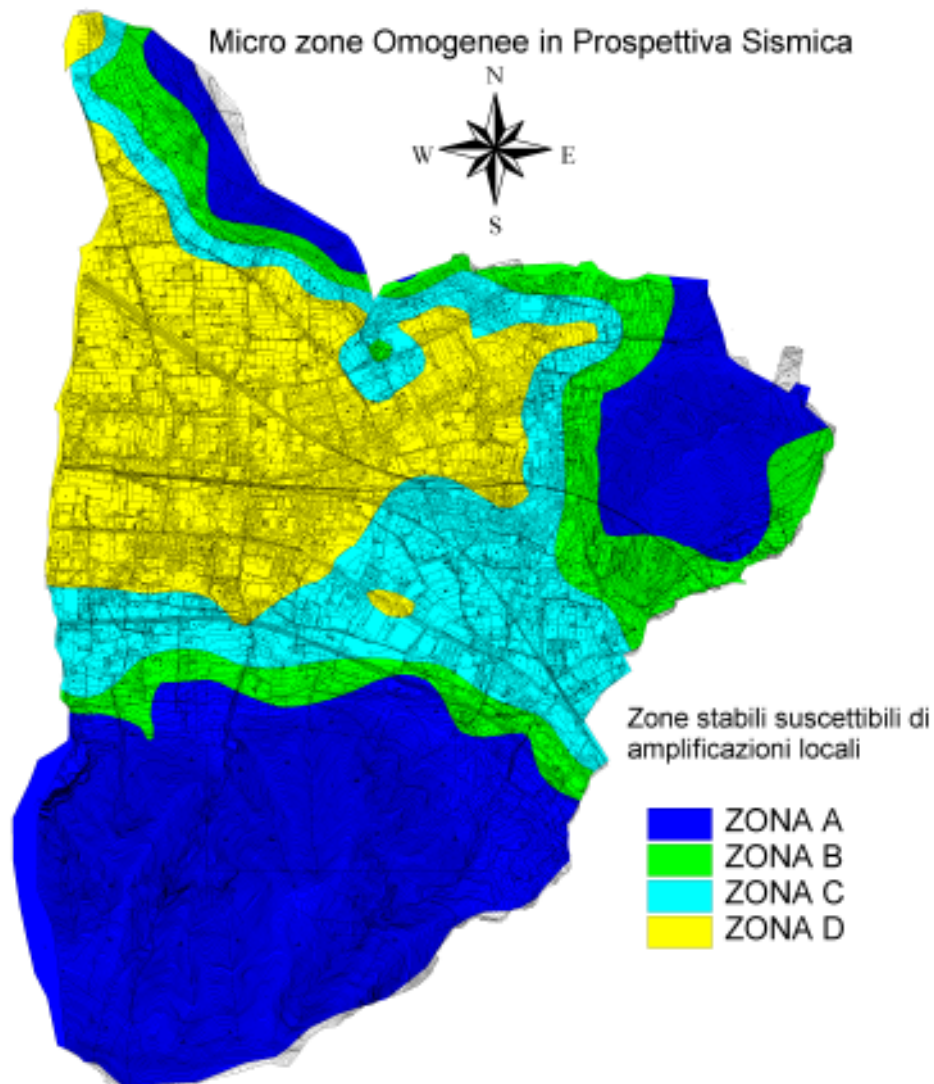 Micro zone Omogenee in Prospettiva Sismica
N
W E
S
Zone stabili suscettibili di
amplificazioni locali
ZONA A
ZONA B
ZONA C
ZONA D